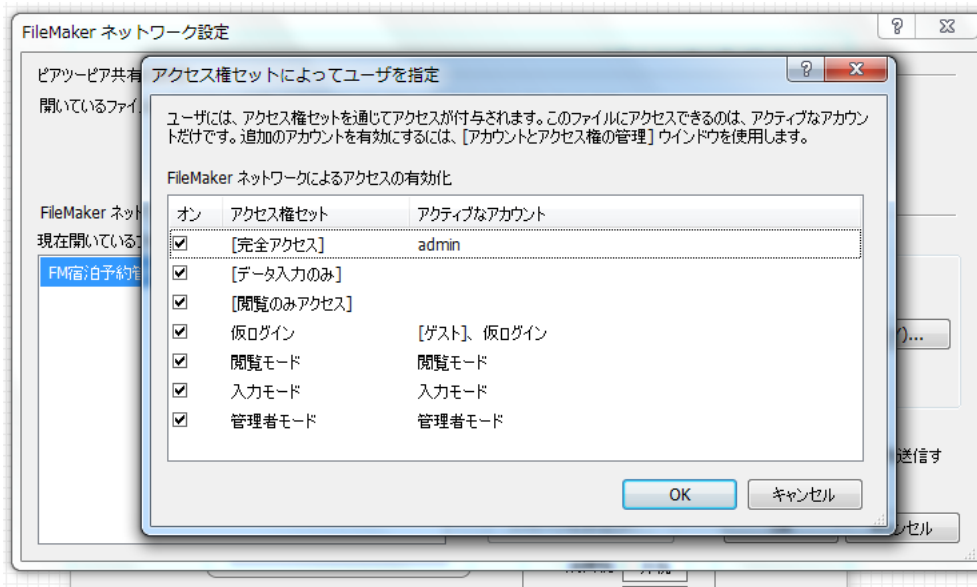 FileMaker ネットワーク設定
ピアツーピア共有
アクセス権セットによってユーザを指定
開いているファイ
ユーザには、アクセス権セットを通じてアクセスが付与されます。このファイルにアクセスできるのは、アクティブなアカウン
トだけです。追加のアカウントを有効にするには、[アカウントとアクセス権の管理] ウインドウを使用します。
FileMaker ネットワークによるアクセスの有効化
FileMaker ネット
オン アクセス権セット アクティブなアカウント
現在開いている
[完全アクセス] admin
FM宿泊予約管
[データ入力のみ]
[閲覧のみアクセス]
仮ログイン [ゲスト]、仮ログイン
)...
閲覧モード 閲覧モード
入力モード 入力モード
管理者モード 管理者モード
送信す
OK キャンセル
ンセル